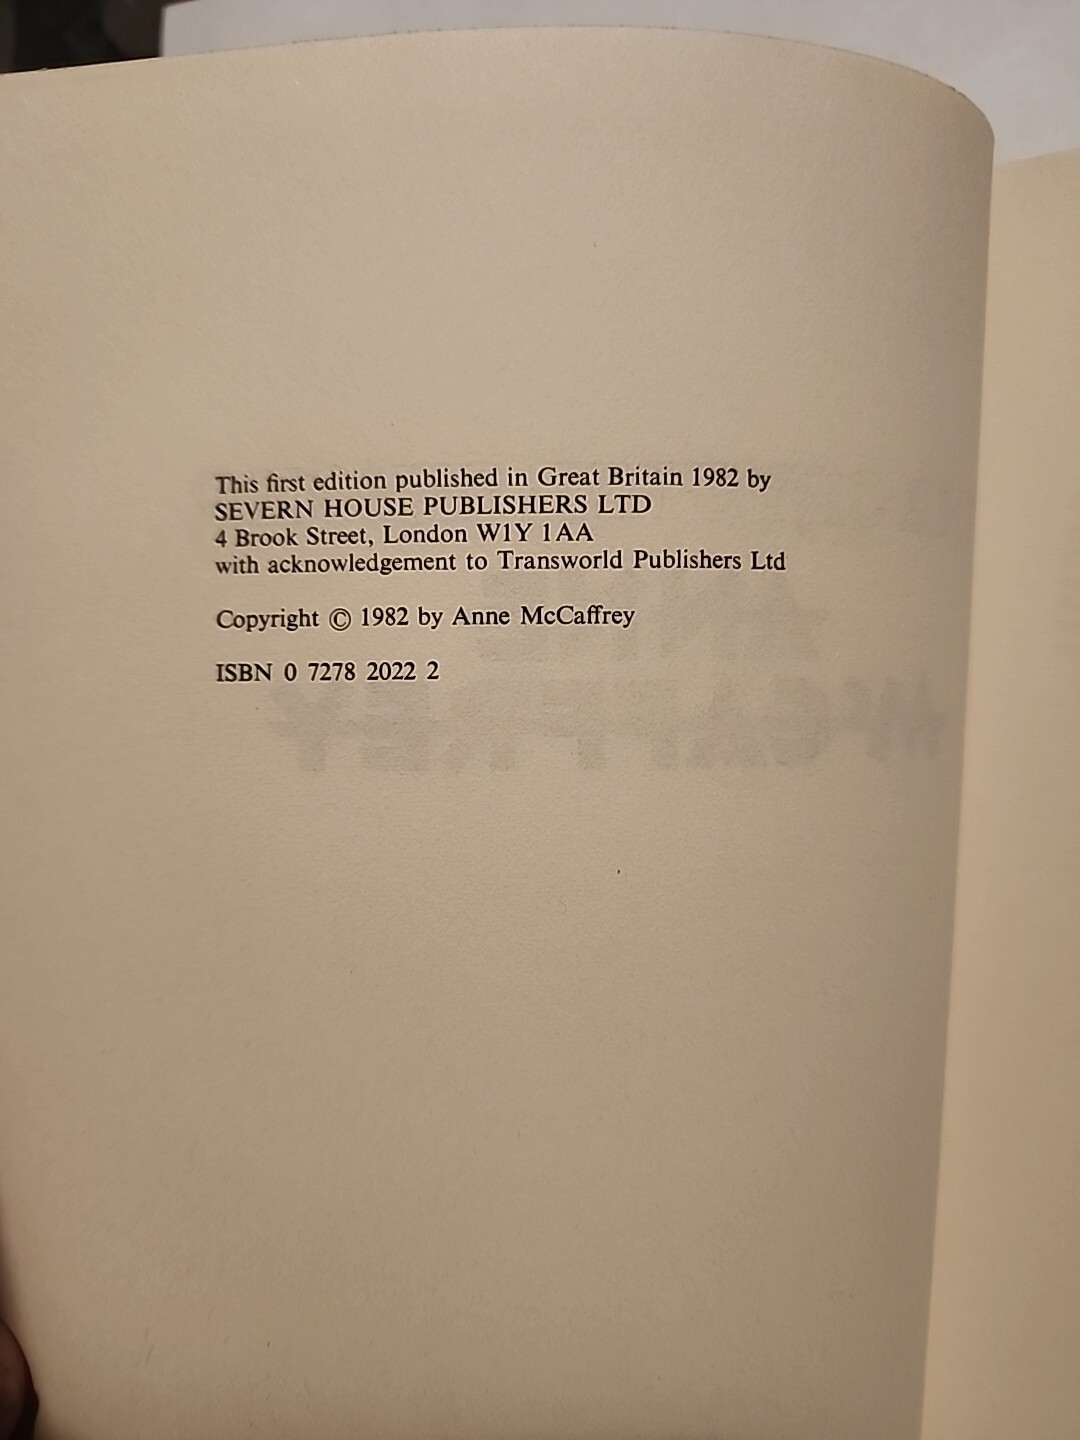 This first edition published in Great Britain 1982 by
SEVERN HOUSE PUBLISHERS LTD
4 Brook Street, London W1Y 1AA
with acknowledgement to Transworld Publishers Ltd
Copyright © 1982 by Anne McCaffrey
ISBN 0 7278 2022 2